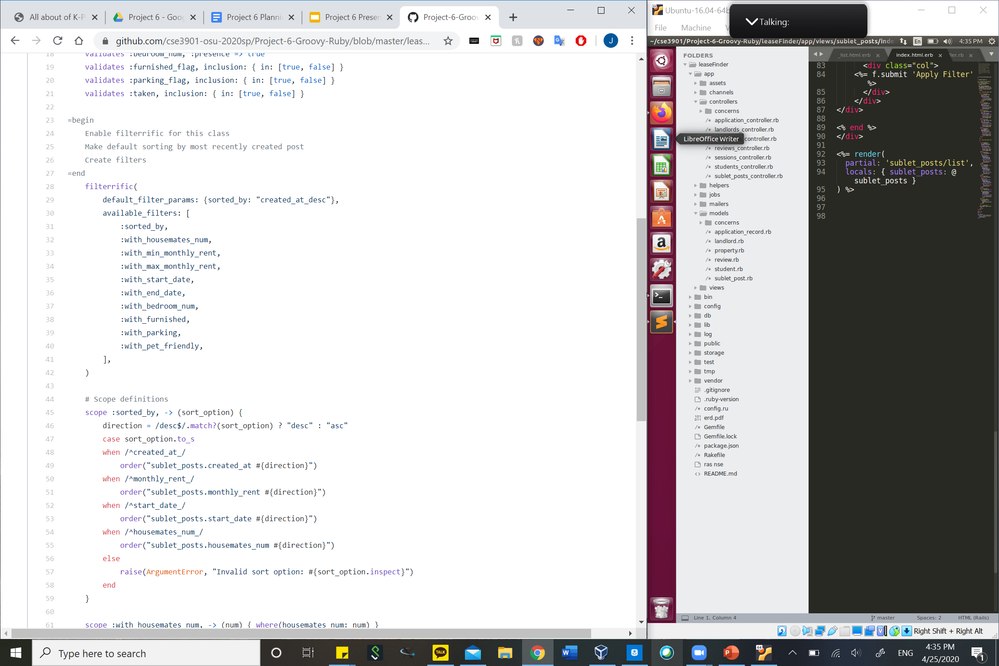 All about of K-P
Project 6 - Goo
Project 6 Planni
Project 6 Presen
Project-6-Groov
github.com/cse3901-osu-2020sp/Project-6-Groovy-Ruby/blob/master/leas...
J
18 validates :bedroom_num, :presence => true
19 validates :furnished_flag, inclusion: { in: [true, false] }
20 validates :parking_flag, inclusion: { in: [true, false] }
21 validates :taken, inclusion: { in: [true, false] }
22
23 =begin
24 Enable filterrific for this class
25 Make default sorting by most recently created post
26 Create filters
27 =end
28 filterrific(
29 default_filter_params: {sorted_by: "created_at_desc"},
30 available_filters: [
31 :sorted_by,
32 :with_housemates_num,
33 :with_min_monthly_rent,
34 :with_max_monthly_rent,
35 :with_start_date,
36 :with_end_date,
37 :with_bedroom_num,
38 :with_furnished,
39 :with_parking,
40 :with_pet_friendly,
41 ],
42 )
43
44 # Scope definitions
45 scope :sorted_by, -> (sort_option) {
46 direction = /desc$/.match?(sort_option) ? "desc" : "asc"
47 case sort_option.to_s
48 when /^created_at_/
49 order("sublet_posts.created_at #{direction}")
50 when /^monthly_rent_/
51 order("sublet_posts.monthly_rent #{direction}")
52 when /^start_date_/
53 order("sublet_posts.start_date #{direction}")
54 when /^housemates_num_/
55 order("sublet_posts.housemates_num #{direction}")
56 else
57 raise(ArgumentError, "Invalid sort option: #{sort_option.inspect}")
58 end
59 }
60
61 scope :with_housemates_num, -> (num) { where(housemates_num: num) }
Ubuntu-16.04-64b
Talking:
File Machine V
~/cse3901/Project-6-Groovy-Ruby/leaseFinder/app/views/sublet_posts/inde
En 4:35 PM
LibreOffice Writer
FOLDERS
leaseFinder
app
assets
channels
controllers
concerns
application_controller.rb
landlords_controller.rb
controller.rb
reviews_controller.rb
sessions_controller.rb
students_controller.rb
sublet_posts_controller.rb
helpers
jobs
mailers
models
concerns
application_record.rb
landlord.rb
property.rb
review.rb
student.rb
sublet_post.rb
views
bin
config
db
lib
log
public
storage
test
tmp
vendor
.gitignore
.ruby-version
config.ru
erd.pdf
Gemfile
Gemfile.lock
package.json
Rakefile
ras nse
README.md
_list.html.erb
index.html.erb
ller.rb
83 <div class="col">
84 <%= f.submit 'Apply Filter'
%>
85 </div>
86 </div>
87 </div>
88
89 <% end %>
90 </div>
91
92 <%= render(
93 partial: 'sublet_posts/list',
94 locals: { sublet_posts: @
sublet_posts }
95 ) %>
96
97
98
Line 1, Column 4
master
Spaces: 2
HTML (Rails)
Right Shift + Right Alt
Type here to search
TALK
64
ENG
4:35 PM
4/25/2020
1